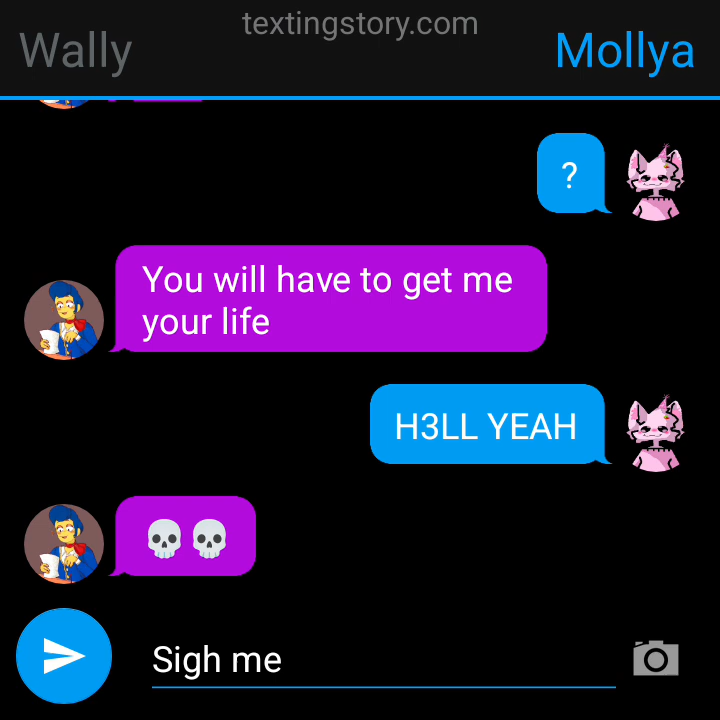 textingstory.com
Wally
Mollya
?
You will have to get me
your life
H3LL YEAH
💀💀
Sigh me